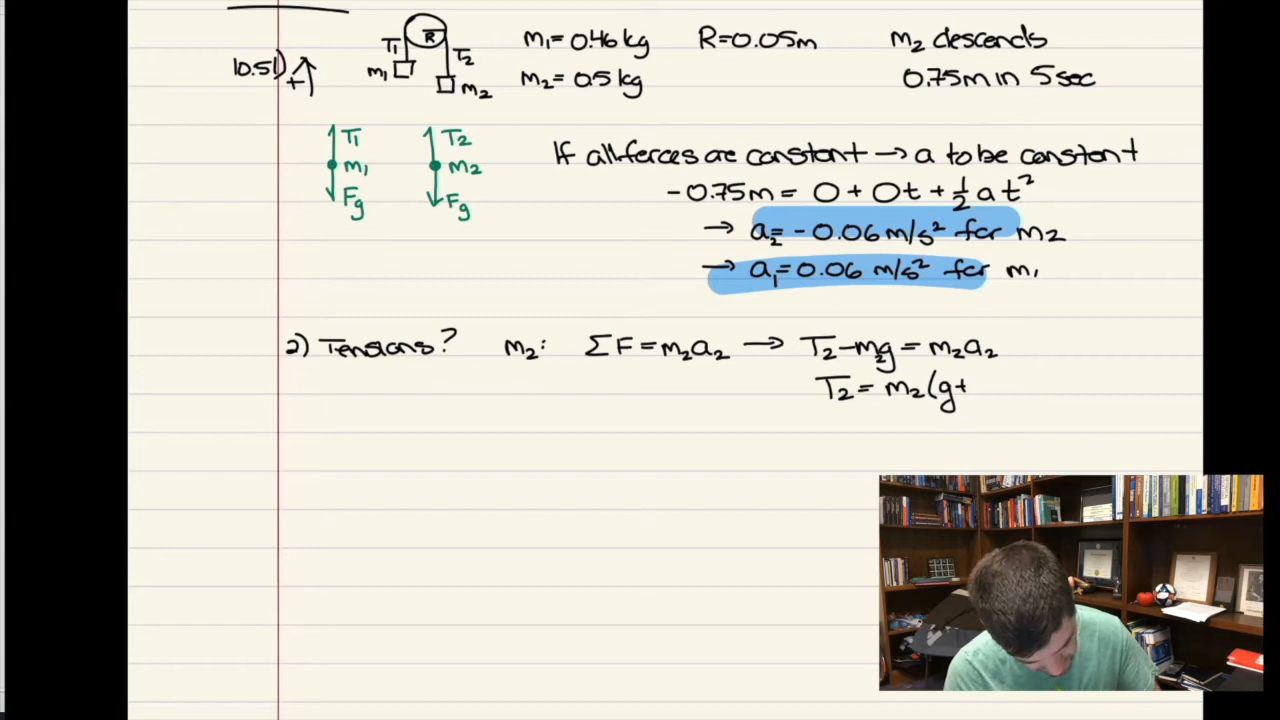 10.51) + R T1 T2 m1 m2 m1 = 0.46 kg R = 0.05m m2 descends
m2 = 0.5 kg 0.75m in 5 sec
T1 T2
m1 m2
Fg Fg
If all forces are constant → a to be constant
-0.75m = 0 + 0t + 1/2 a t²
→ a2 = -0.06 m/s² for m2
→ a1 = 0.06 m/s² for m1
2) Tensions? m2: ΣF = m2a2 → T2 - m2g = m2a2
T2 = m2(g+